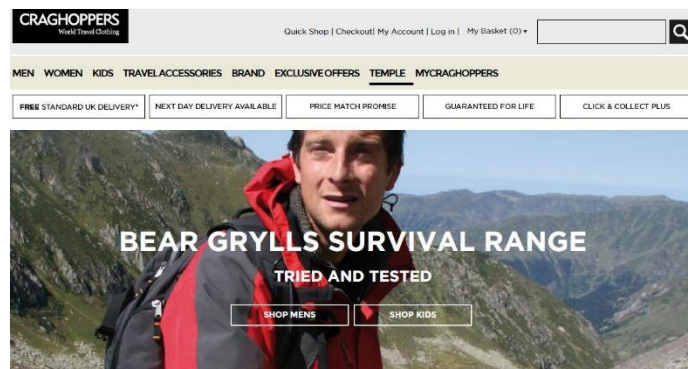 CRAGHOPPERS
World Travel Clothing
Quick Shop | Checkout| My Account | Log in | My Basket (0) ▾
MEN WOMEN KIDS TRAVEL ACCESSORIES BRAND EXCLUSIVE OFFERS TEMPLE MYCRAGHOPPERS
FREE STANDARD UK DELIVERY* NEXT DAY DELIVERY AVAILABLE PRICE MATCH PROMISE GUARANTEED FOR LIFE CLICK & COLLECT PLUS
BEAR GRYLLS SURVIVAL RANGE
TRIED AND TESTED
SHOP MENS SHOP KIDS